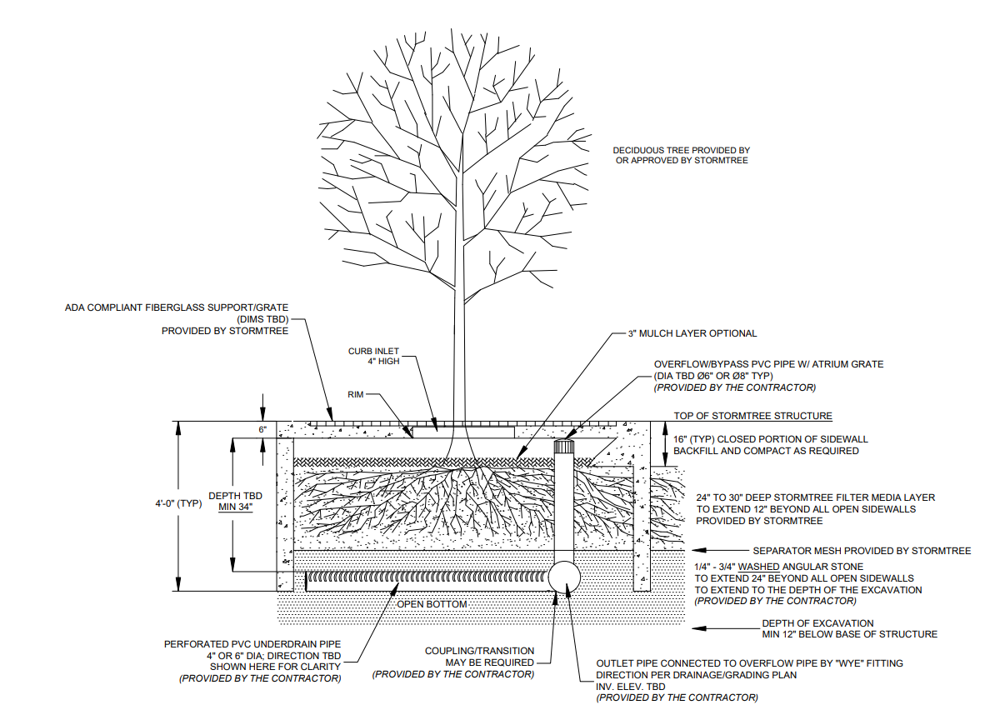 DECIDUOUS TREE PROVIDED BY
OR APPROVED BY STORMTREE
ADA COMPLIANT FIBERGLASS SUPPORT/GRATE
(DIMS TBD)
PROVIDED BY STORMTREE
3" MULCH LAYER OPTIONAL
CURB INLET
4" HIGH
OVERFLOW/BYPASS PVC PIPE W/ ATRIUM GRATE
(DIA TBD Ø6" OR Ø8" TYP)
(PROVIDED BY THE CONTRACTOR)
RIM
TOP OF STORMTREE STRUCTURE
6"
16" (TYP) CLOSED PORTION OF SIDEWALL
BACKFILL AND COMPACT AS REQUIRED
4'-0" (TYP)
DEPTH TBD
MIN 34"
24" TO 30" DEEP STORMTREE FILTER MEDIA LAYER
TO EXTEND 12" BEYOND ALL OPEN SIDEWALLS
PROVIDED BY STORMTREE
SEPARATOR MESH PROVIDED BY STORMTREE
1/4" - 3/4" WASHED ANGULAR STONE
TO EXTEND 24" BEYOND ALL OPEN SIDEWALLS
TO EXTEND TO THE DEPTH OF THE EXCAVATION
(PROVIDED BY THE CONTRACTOR)
OPEN BOTTOM
DEPTH OF EXCAVATION
MIN 12" BELOW BASE OF STRUCTURE
PERFORATED PVC UNDERDRAIN PIPE
4" OR 6" DIA; DIRECTION TBD
SHOWN HERE FOR CLARITY
(PROVIDED BY THE CONTRACTOR)
COUPLING/TRANSITION
MAY BE REQUIRED
(PROVIDED BY THE CONTRACTOR)
OUTLET PIPE CONNECTED TO OVERFLOW PIPE BY "WYE" FITTING
DIRECTION PER DRAINAGE/GRADING PLAN
INV. ELEV. TBD
(PROVIDED BY THE CONTRACTOR)